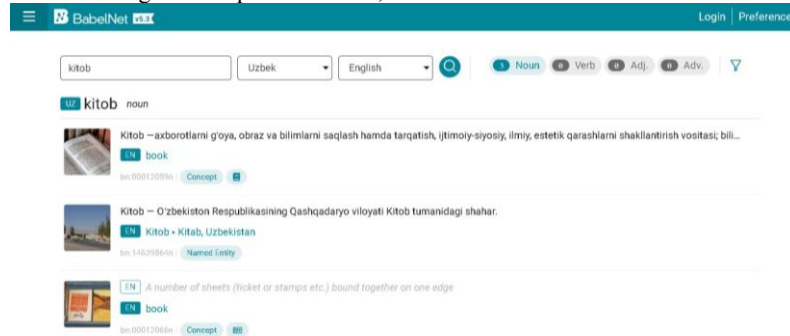 BabelNet v5.3
Login Preference
kitob Uzbek English Noun Verb Adj. Adv.
UZ kitob noun
Kitob —axborotlarni g'oya, obraz va bilimlarni saqlash hamda tarqatish, ijtimoiy-siyosiy, ilmiy, estetik qarashlarni shakllantirish vositasi; bili...
EN book
Concept
Kitob — O'zbekiston Respublikasining Qashqadaryo viloyati Kitob tumanidagi shahar.
EN Kitob • Kitab, Uzbekistan
Named Entity
EN A number of sheets (ticket or stamps etc.) bound together on one edge
EN book
Concept